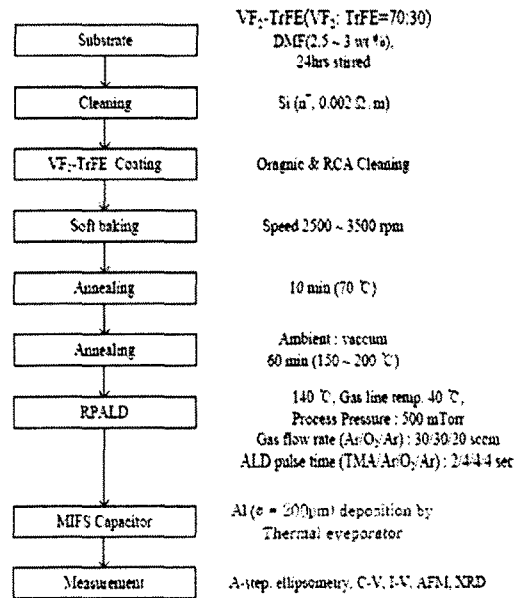 VF₂-TrFE(VF₂: TrFE=70:30)
Substrate
DMF(2.5 ~ 3 wt %),
24hrs stirred
Cleaning
Si (n⁻, 0.002 Ω. m)
VF₂-TrFE Coating
Oragnic & RCA Cleaning
Soft baking
Speed 2500 ~ 3500 rpm
Annealing
10 min (70 ℃)
Annealing
Ambient : vaccum
60 min (150 ~ 200 ℃)
RPALD
140 ℃, Gas line temp. 40 ℃,
Process Pressure : 500 mTorr
Gas flow rate (Ar/O₂/Ar) : 30/30/20 sccm
ALD pulse time (TMA/Ar/O₂/Ar) : 2/4/4/4 sec
MIFS Capacitor
Al ( = 200μm) deposition by
Thermal eveporator
Measurement
A-step, ellipsometry, C-V, I-V, AFM, XRD